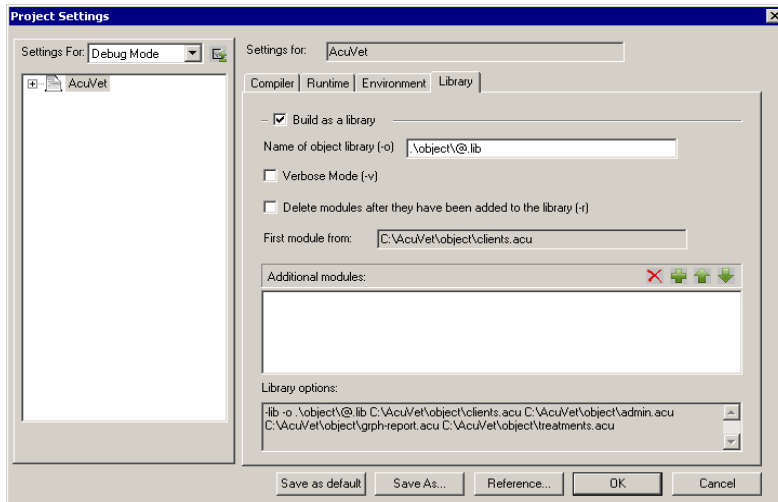 Project Settings
Settings For: Debug Mode
AcuVet
Settings for: AcuVet
Compiler Runtime Environment Library
Build as a library
Name of object library (-o) .\object\@.lib
Verbose Mode (-v)
Delete modules after they have been added to the library (-r)
First module from: C:\AcuVet\object\clients.acu
Additional modules:
Library options:
-lib -o .\object\@.lib C:\AcuVet\object\clients.acu C:\AcuVet\object\admin.acu
C:\AcuVet\object\grph-report.acu C:\AcuVet\object\treatments.acu
Save as default Save As... Reference... OK Cancel